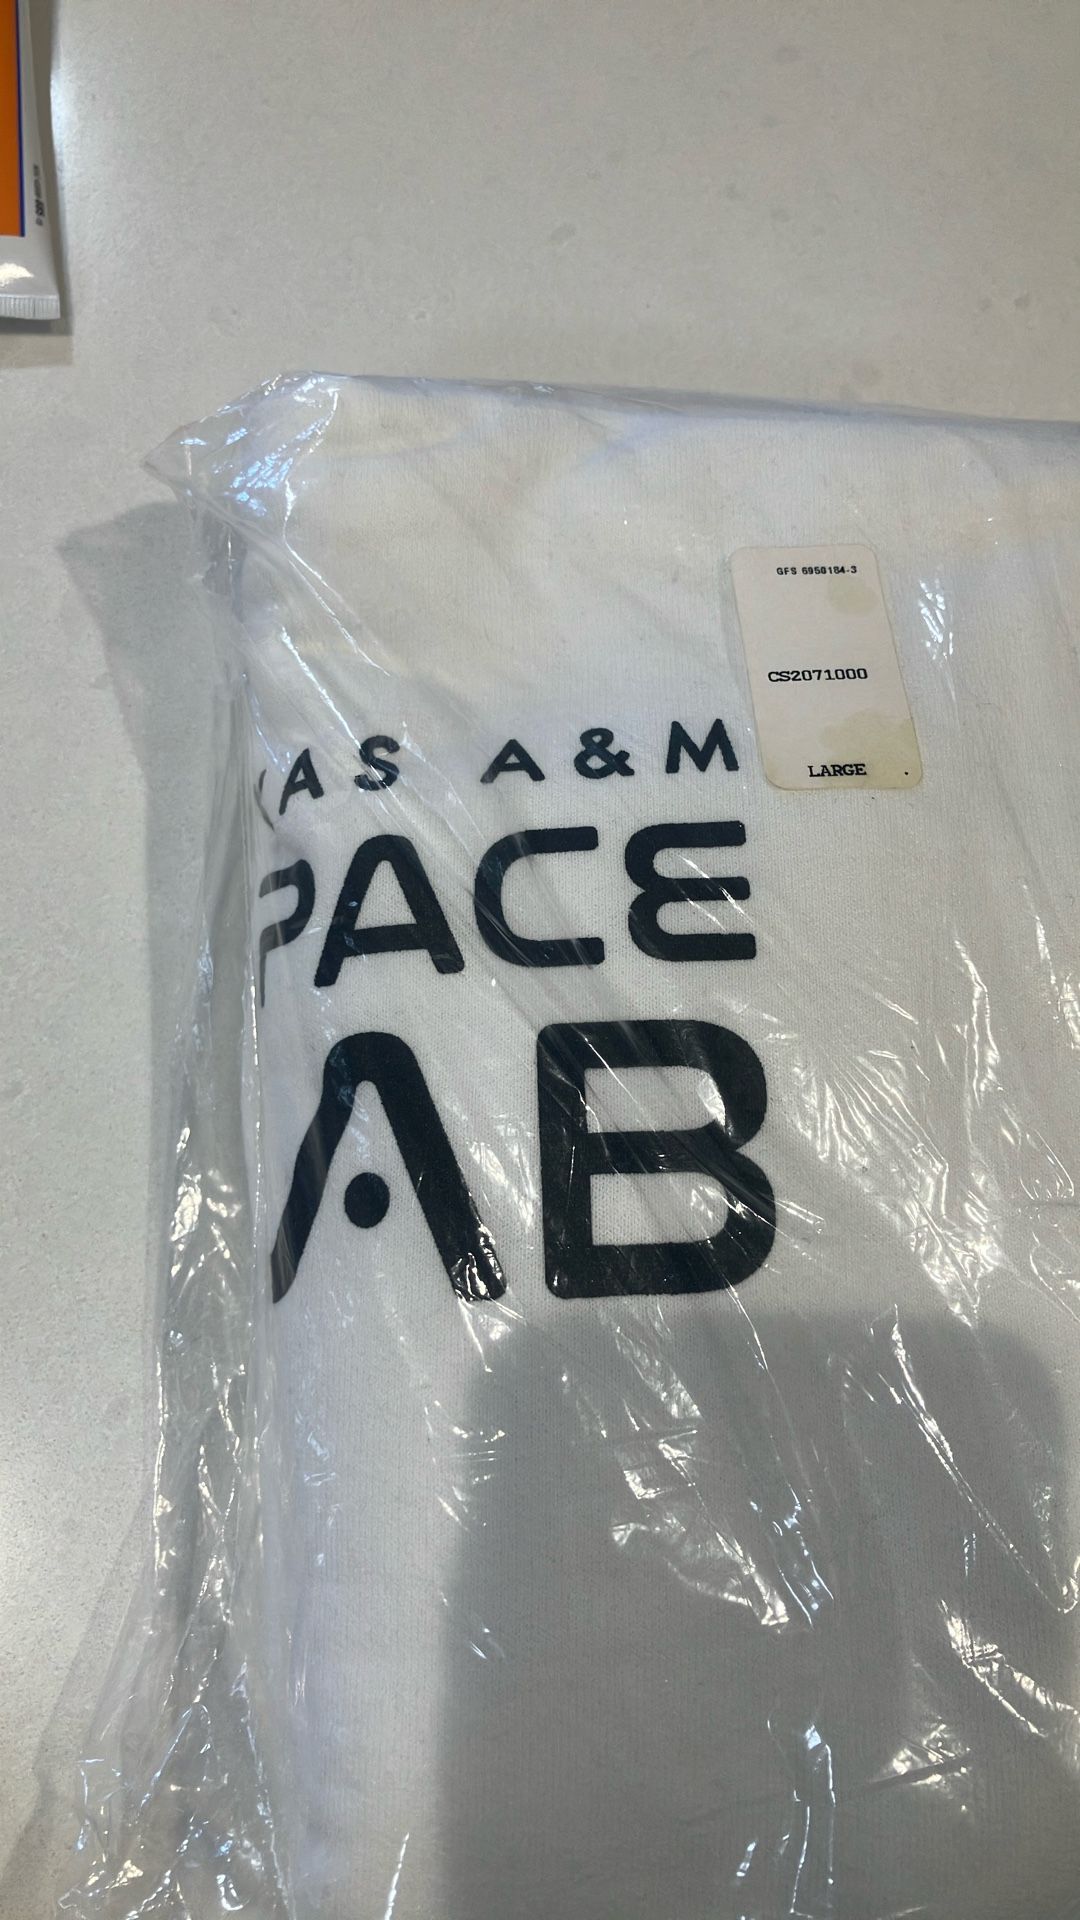 GFS 6950184-3
CS2071000
LARGE
XAS A&M
PACE
AB